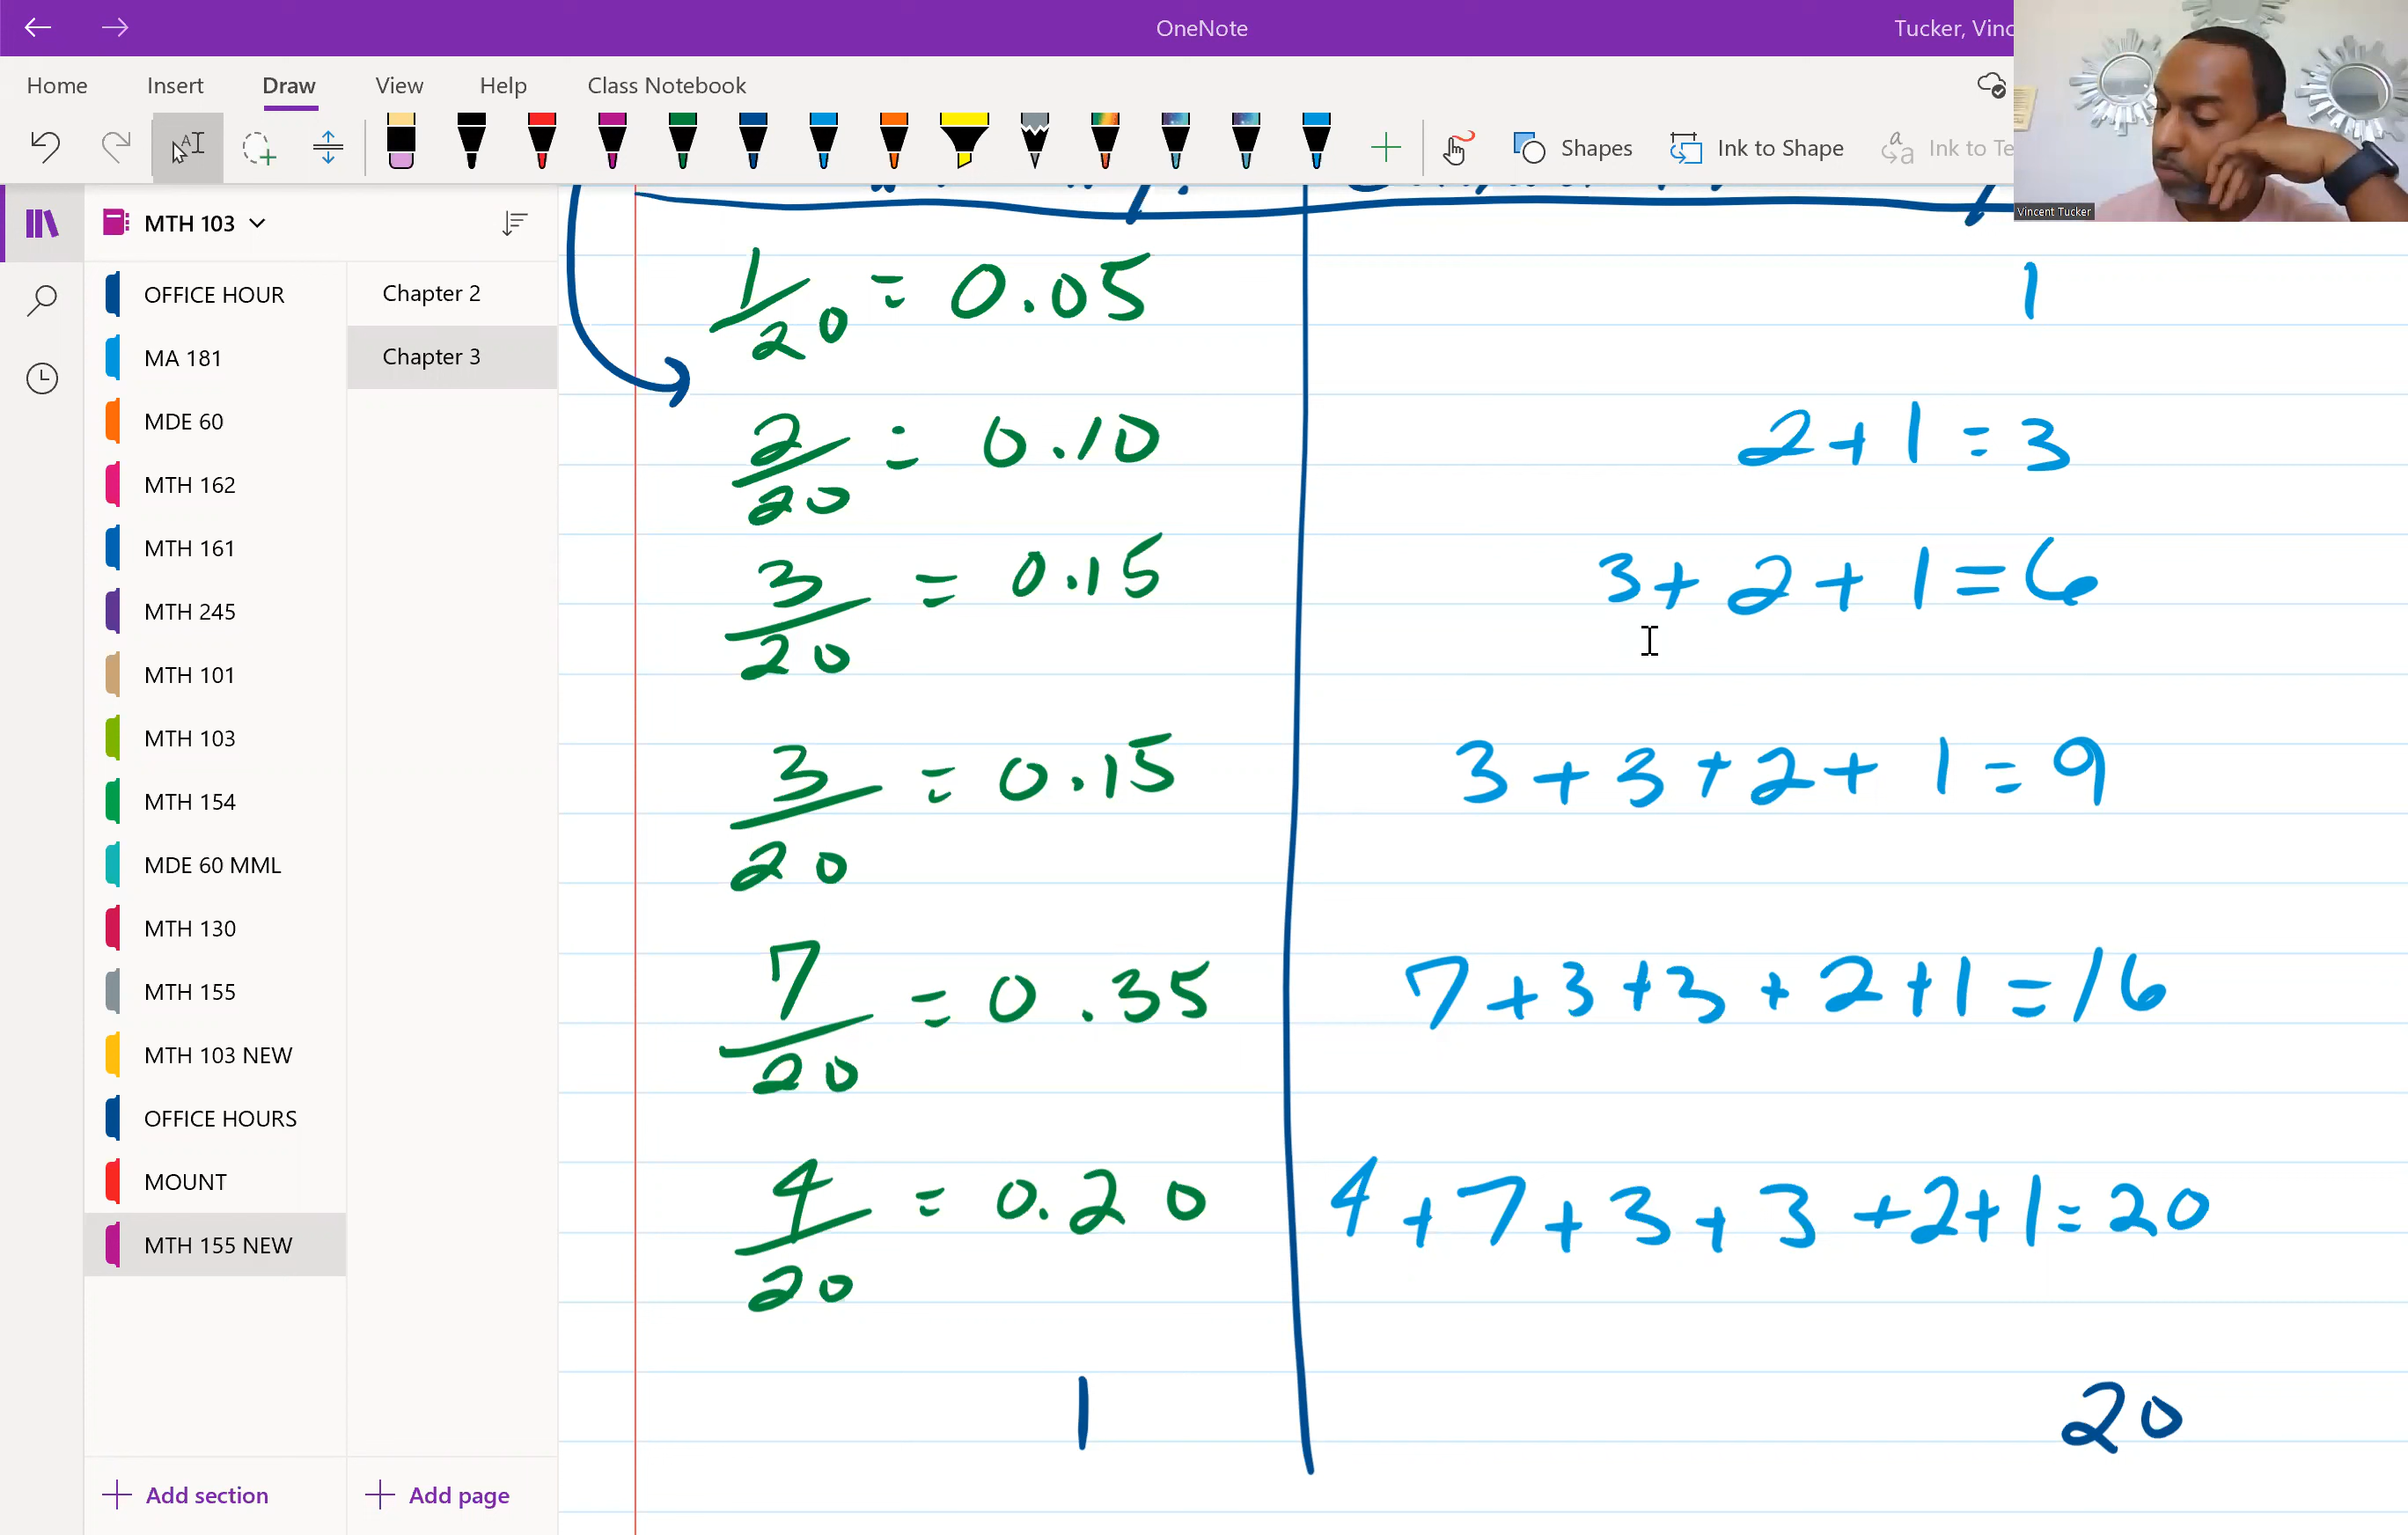 OneNote
Tucker, Vinc
Home Insert Draw View Help Class Notebook
Shapes Ink to Shape Ink to Te
Vincent Tucker
MTH 103
OFFICE HOUR
MA 181
MDE 60
MTH 162
MTH 161
MTH 245
MTH 101
MTH 103
MTH 154
MDE 60 MML
MTH 130
MTH 155
MTH 103 NEW
OFFICE HOURS
MOUNT
MTH 155 NEW
Add section
Chapter 2
Chapter 3
Add page
1/20 = 0.05 1
2/20 = 0.10 2+1=3
3/20 = 0.15 3+2+1=6
3/20 = 0.15 3+3+2+1=9
7/20 = 0.35 7+3+3+2+1=16
4/20 = 0.20 4+7+3+3+2+1=20
1 20